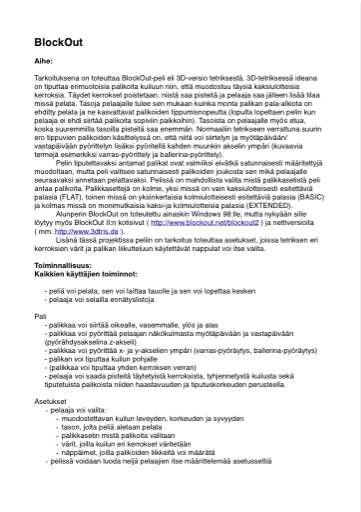 BlockOut
Aihe:
Tarkoituksena on toteuttaa BlockOut-peli eli 3D-versio tetriksestä. 3D-tetriksessä ideana
on tiputtaa erimuotoisia palikoita kuiluun niin, että muodostuu täysiä kaksiulotteisia
kerroksia. Täydet kerrokset poistetaan, niistä saa pisteitä ja pelaaja saa jälleen lisää tilaa
missä pelata. Tasoja pelaajalle tulee sen mukaan kuinka monta palikan pala-alkiota on
ehditty pelata ja ne kasvattavat palikoiden tippumisnopeutta (lopulta lopettaen pelin kun
pelaaja ei ehdi siirtää palikoita sopiviin paikkoihin). Tasoista on pelaajalle myös etua,
koska suuremmilla tasoilla pisteitä saa enemmän. Normaaliin tetrikseen verrattuna suurin
ero tippuvien palikoiden käsittelyssä on, että niitä voi siirtelyn ja myötäpäivään/
vastapäivään pyörittelyn lisäksi pyöritellä kahden muunkin akselin ympäri (kuvaavia
termejä esimerkiksi varras-pyörittely ja ballerina-pyörittely).
Pelin tiputettavaksi antamat palikat ovat valmiiksi eivätkä satunnaisesti määritettyjä
muodoltaan, mutta peli valitsee satunnaisesti palikoiden joukosta sen mikä pelaajalle
seuraavaksi annetaan pelattavaksi. Pelissä on mahdollista valita mistä palikkasetistä peli
antaa palikoita. Palikkasettejä on kolme, yksi missä on vain kaksiulotteisesti esitettäviä
palasia (FLAT), toinen missä on yksinkertaisia kolmiulotteisesti esitettäviä palasia (BASIC)
ja kolmas missä on monimutkaisia kaksi-ja kolmiulotteisia palasia (EXTENDED).
Alunperin BlockOut on toteutettu ainaskin Windows 98:lle, mutta nykyään sille
löytyy myös BlockOut II:n kotisivut ( http://www.blockout.net/blockout2 ) ja nettiversioita
( mm. http://www.3dtris.de ).
Lisänä tässä projektissa peliin on tarkoitus toteuttaa asetukset, joissa tetriksen eri
kerroksien värit ja palikan liikutteluun käytettävät nappulat voi itse valita.
Toiminnallisuus:
Kaikkien käyttäjien toiminnot:
- peliä voi pelata, sen voi laittaa tauolle ja sen voi lopettaa kesken
- pelaaja voi selailla ennätyslistoja
Peli
- palikkaa voi siirtää oikealle, vasemmalle, ylös ja alas
- palikkaa voi pyörittää pelaajan näkökulmasta myötäpäivään ja vastapäivään
(pyörähdysakselina z-akseli)
- palikkaa voi pyörittää x- ja y-akselien ympäri (varras-pyöräytys, ballerina-pyöräytys)
- palikan voi tiputtaa kuilun pohjalle
- (palikkaa voi tiputtaa yhden kerroksen verran)
- pelaaja voi saada pisteitä täytetyistä kerroksista, tyhjennetystä kuilusta sekä
tiputetuista palikoista niiden haastavuuden ja tiputuskorkeuden perusteella
Asetukset
- pelaaja voi valita:
- muodostettavan kuilun leveyden, korkeuden ja syvyyden
- tason, jolta peli aletaan pelata
- palikkasetin mistä palikoita valitaan
- värit, joilla kuilun eri kerrokset väritetään
- näppäimet, joilla palikoiden liikkeitä voi määrätä
- pelissä voidaan luoda neljä pelaajien itse määrittelemää asetussettiä